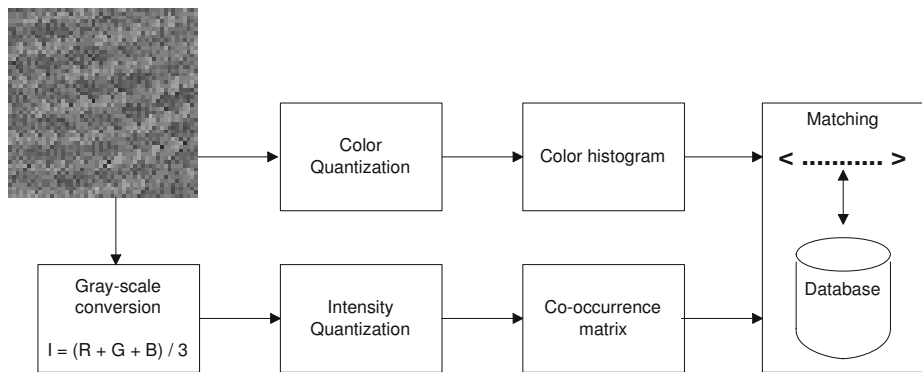 Color
Quantization
Color histogram
Matching
< ........... >
Database
Gray-scale
conversion
I = (R + G + B) / 3
Intensity
Quantization
Co-occurrence
matrix